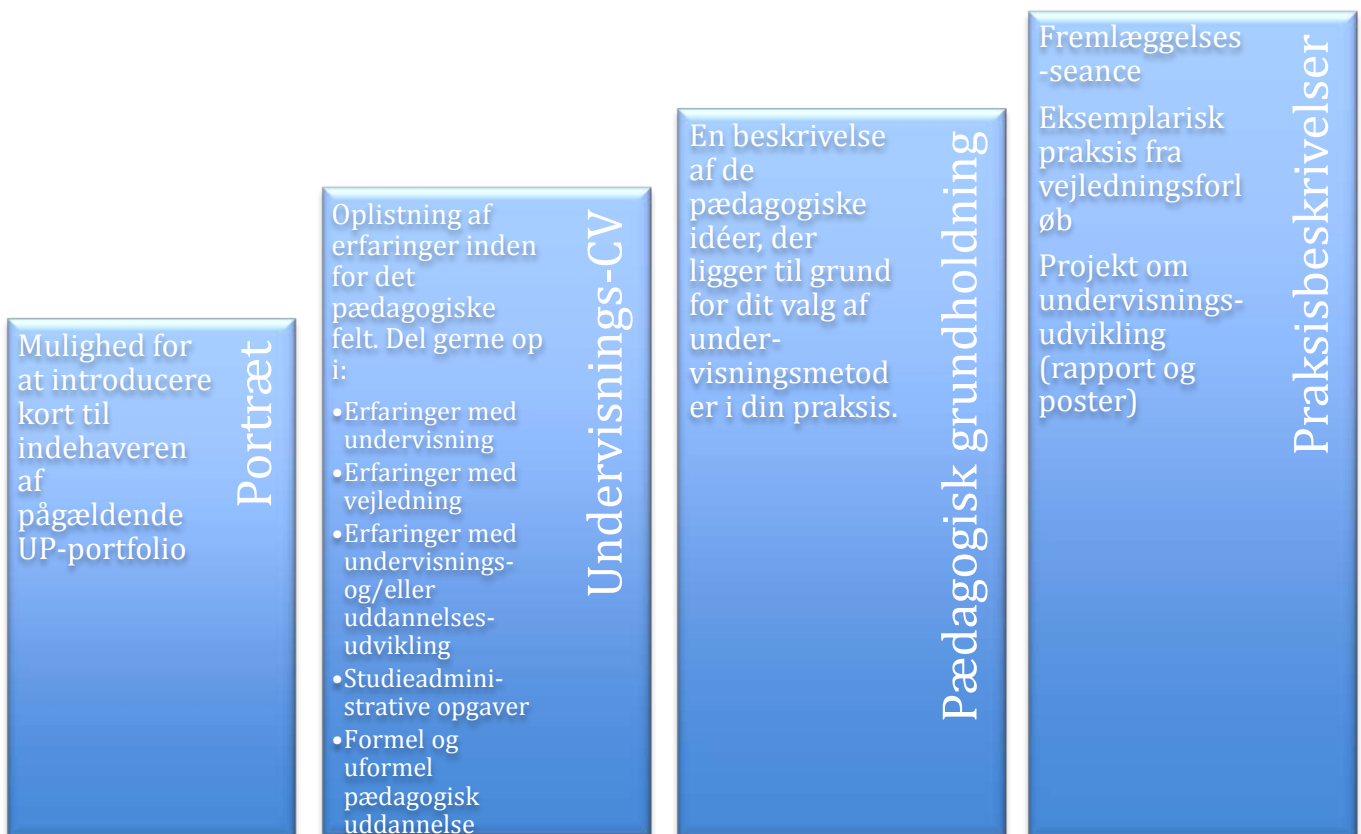 Mulighed for
at introducere
kort til
indehaveren
af
pågældende
UP-portfolio
Portræt
Oplistning af
erfaringer inden
for det
pædagogiske
felt. Del gerne op
i:
•Erfaringer med
undervisning
•Erfaringer med
vejledning
•Erfaringer med
undervisnings-
og/eller
uddannelses-
udvikling
•Studieadmini-
strative opgaver
•Formel og
uformel
pædagogisk
uddannelse
Undervisnings-CV
En beskrivelse
af de
pædagogiske
idéer, der
ligger til grund
for dit valg af
under-
visningsmetod
er i din praksis.
Pædagogisk grundholdning
Fremlæggelses
-seance
Eksemplarisk
praksis fra
vejledningsforl
øb
Projekt om
undervisnings-
udvikling
(rapport og
poster)
Praksisbeskrivelser